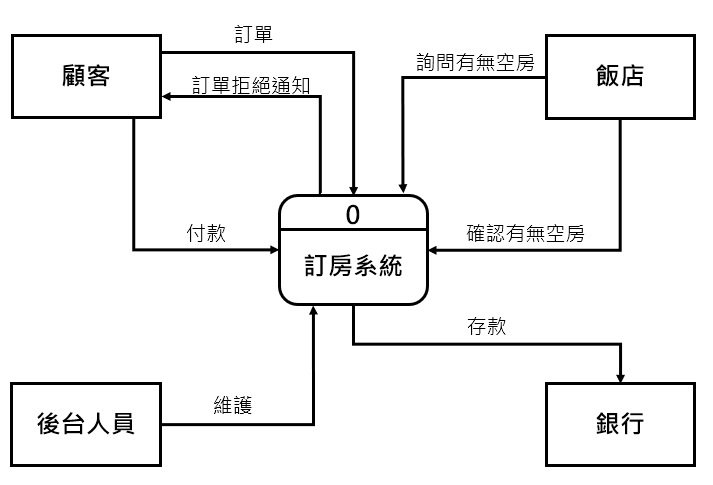 訂單
顧客
訂單拒絕通知
詢問有無空房
飯店
付款
0
訂房系統
確認有無空房
存款
後台人員
維護
銀行